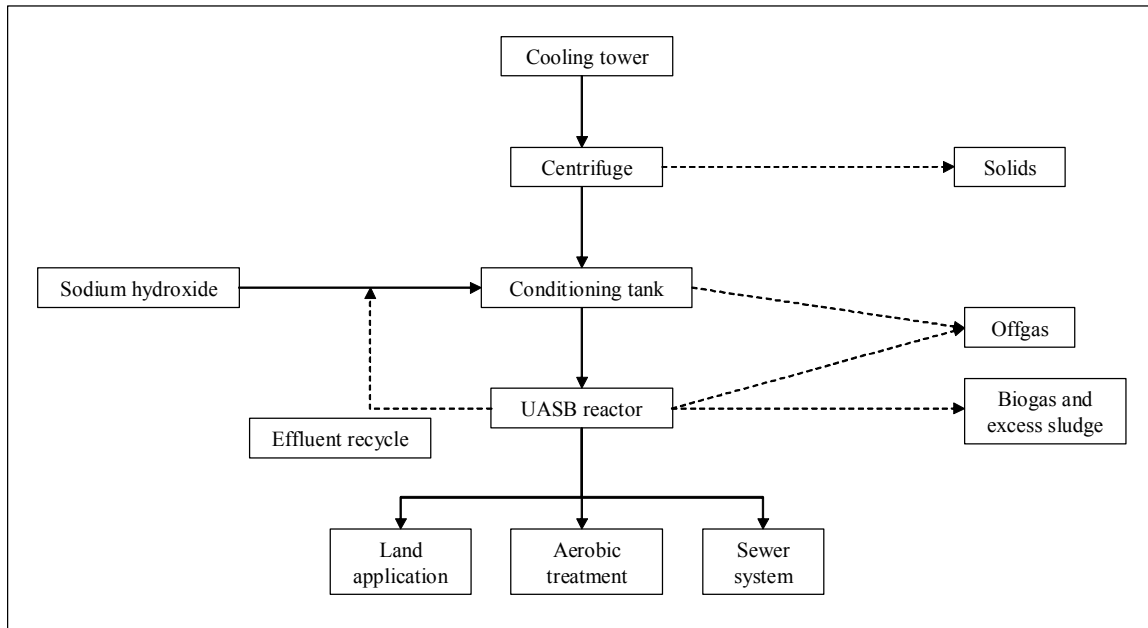 Cooling tower
Centrifuge
Solids
Sodium hydroxide
Conditioning tank
Offgas
UASB reactor
Biogas and
excess sludge
Effluent recycle
Land
application
Aerobic
treatment
Sewer
system